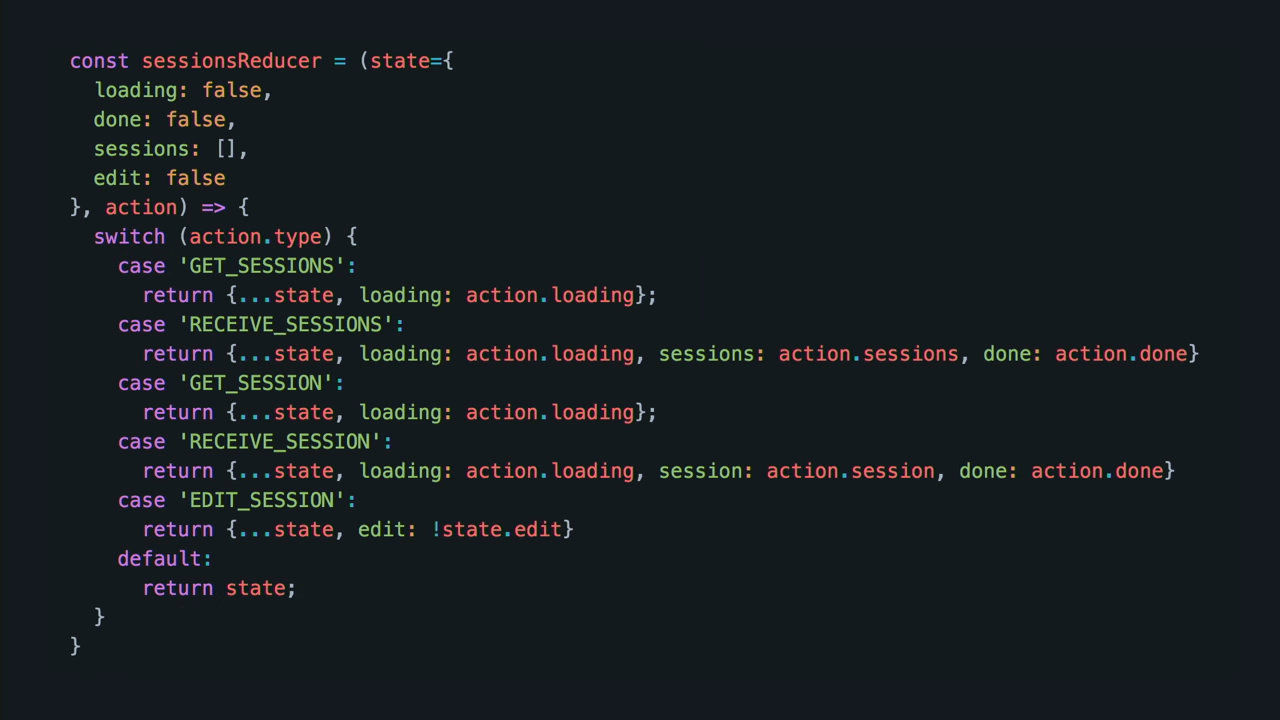 const sessionsReducer = (state={
  loading: false,
  done: false,
  sessions: [],
  edit: false
}, action) => {
  switch (action.type) {
    case 'GET_SESSIONS':
      return {...state, loading: action.loading};
    case 'RECEIVE_SESSIONS':
      return {...state, loading: action.loading, sessions: action.sessions, done: action.done}
    case 'GET_SESSION':
      return {...state, loading: action.loading};
    case 'RECEIVE_SESSION':
      return {...state, loading: action.loading, session: action.session, done: action.done}
    case 'EDIT_SESSION':
      return {...state, edit: !state.edit}
    default:
      return state;
  }
}